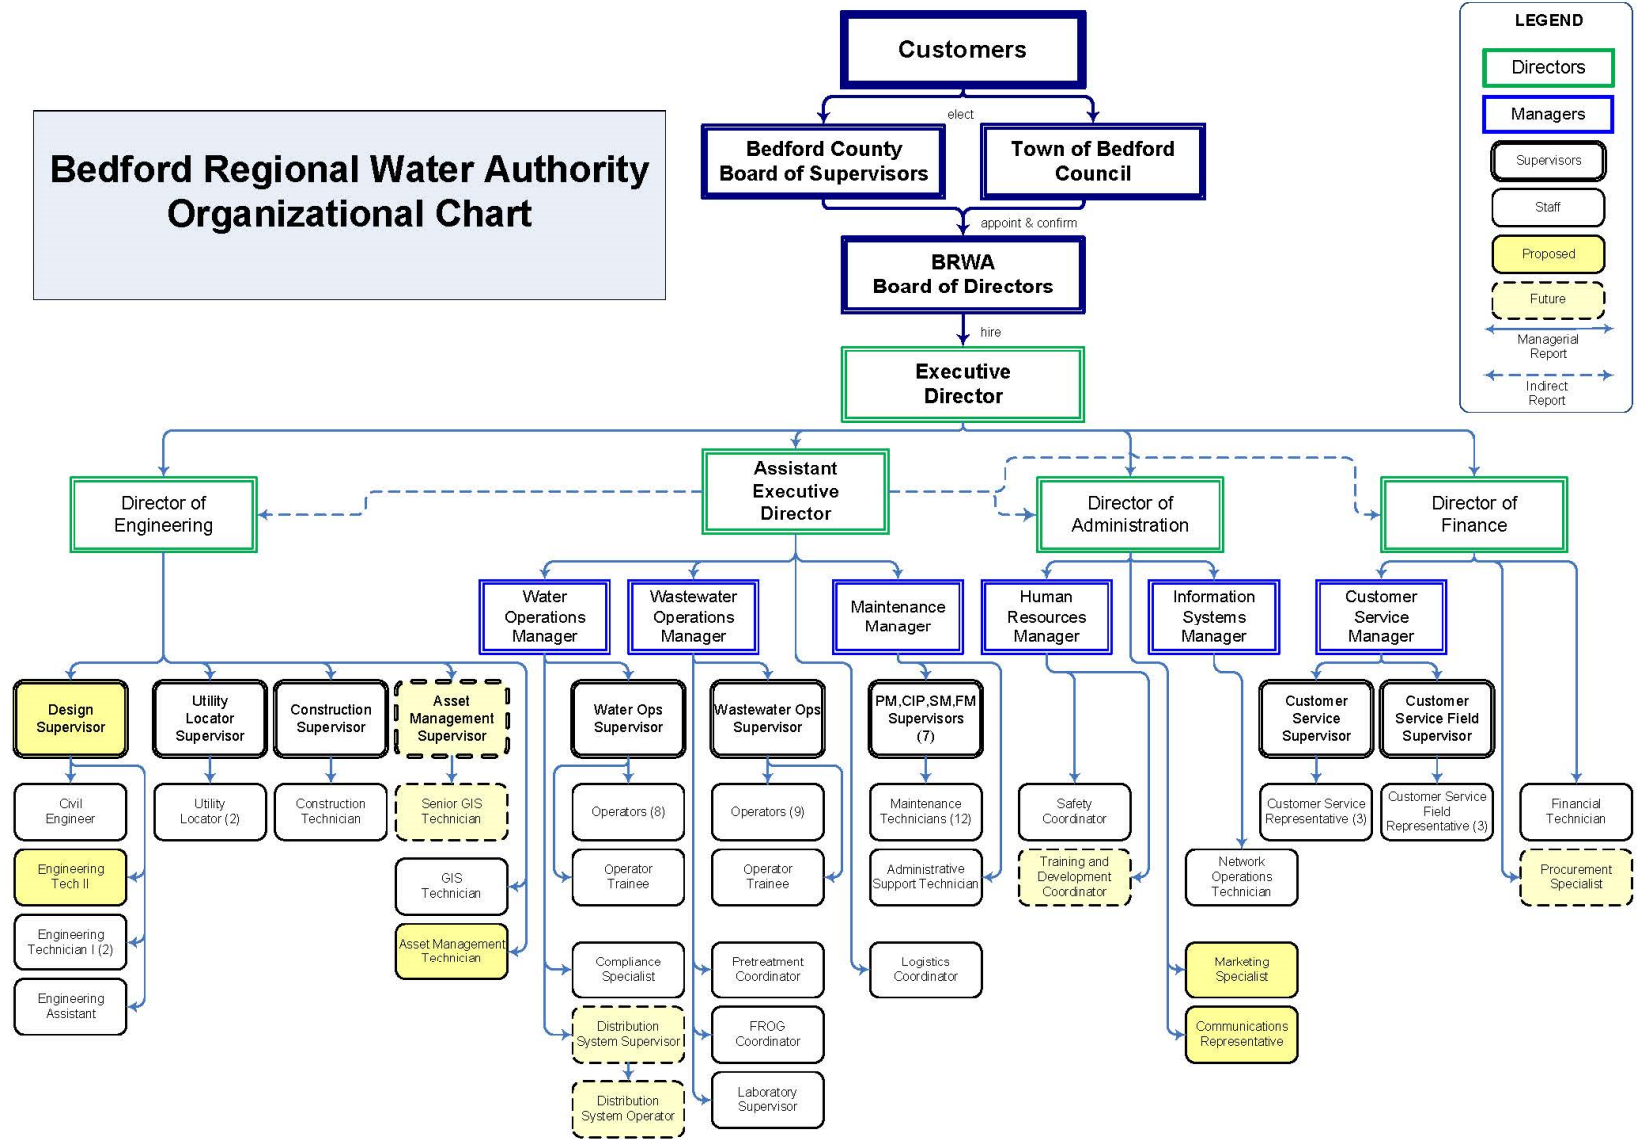 Bedford Regional Water Authority
Organizational Chart
Customers
elect
Bedford County
Board of Supervisors
Town of Bedford
Council
appoint & confirm
BRWA
Board of Directors
hire
Executive
Director
LEGEND
Directors
Managers
Supervisors
Staff
Proposed
Future
Managerial
Report
Indirect
Report
Director of
Engineering
Assistant
Executive
Director
Director of
Administration
Director of
Finance
Water
Operations
Manager
Wastewater
Operations
Manager
Maintenance
Manager
Human
Resources
Manager
Information
Systems
Manager
Customer
Service
Manager
Design
Supervisor
Utility
Locator
Supervisor
Construction
Supervisor
Asset
Management
Supervisor
Water Ops
Supervisor
Wastewater Ops
Supervisor
PM,CIP,SM,FM
Supervisors
(7)
Customer
Service
Supervisor
Customer
Service Field
Supervisor
Civil
Engineer
Utility
Locator (2)
Construction
Technician
Senior GIS
Technician
Operators (8)
Operators (9)
Maintenance
Technicians (12)
Safety
Coordinator
Customer Service
Representative (3)
Customer Service
Field
Representative (3)
Financial
Technician
Engineering
Tech II
GIS
Technician
Operator
Trainee
Operator
Trainee
Administrative
Support Technician
Training and
Development
Coordinator
Network
Operations
Technician
Procurement
Specialist
Engineering
Technician I (2)
Asset Management
Technician
Compliance
Specialist
Pretreatment
Coordinator
Logistics
Coordinator
Marketing
Specialist
Engineering
Assistant
Distribution
System Supervisor
FROG
Coordinator
Communications
Representative
Distribution
System Operator
Laboratory
Supervisor